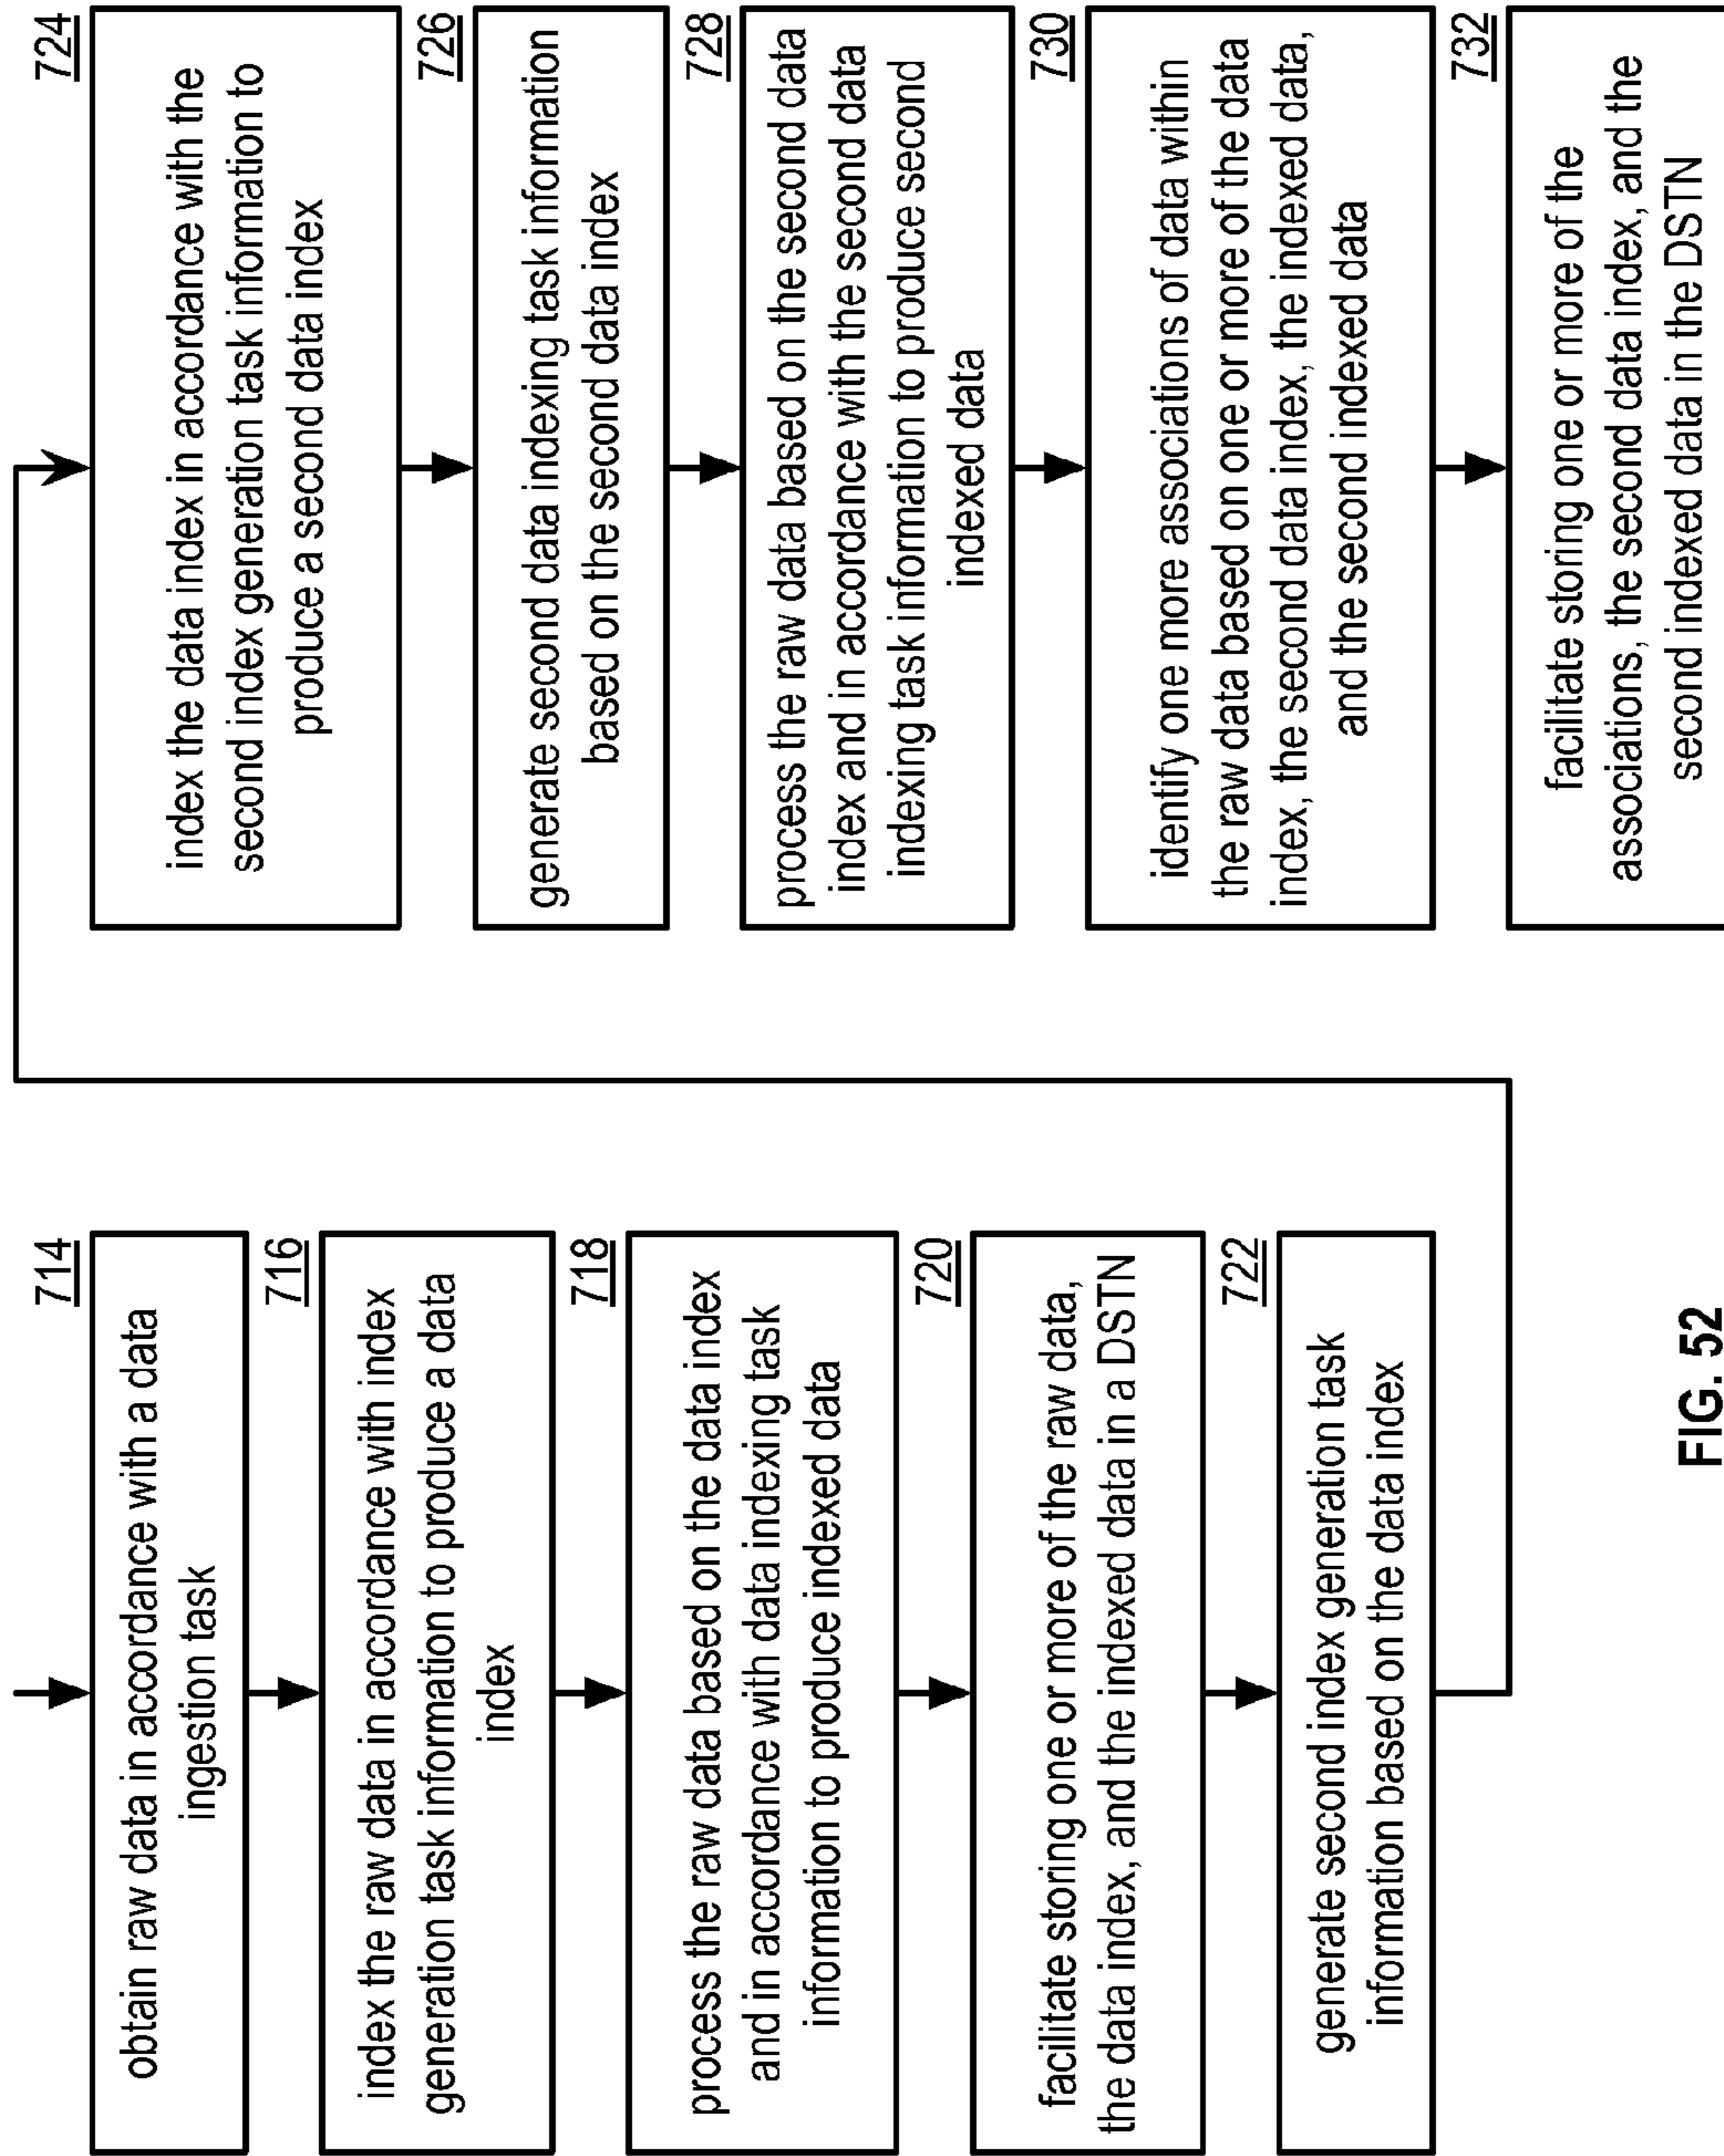 714
obtain raw data in accordance with a data
ingestion task
716
index the raw data in accordance with index
generation task information to produce a data
index
718
process the raw data based on the data index
and in accordance with data indexing task
information to produce indexed data
720
facilitate storing one or more of the raw data,
the data index, and the indexed data in a DSTN
722
generate second index generation task
information based on the data index
724
index the data index in accordance with the
second index generation task information to
produce a second data index
726
generate second data indexing task information
based on the second data index
728
process the raw data based on the second data
index and in accordance with the second data
indexing task information to produce second
indexed data
730
identify one more associations of data within
the raw data based on one or more of the data
index, the second data index, the indexed data,
and the second indexed data
732
facilitate storing one or more of the
associations, the second data index, and the
second indexed data in the DSTN
FIG. 52